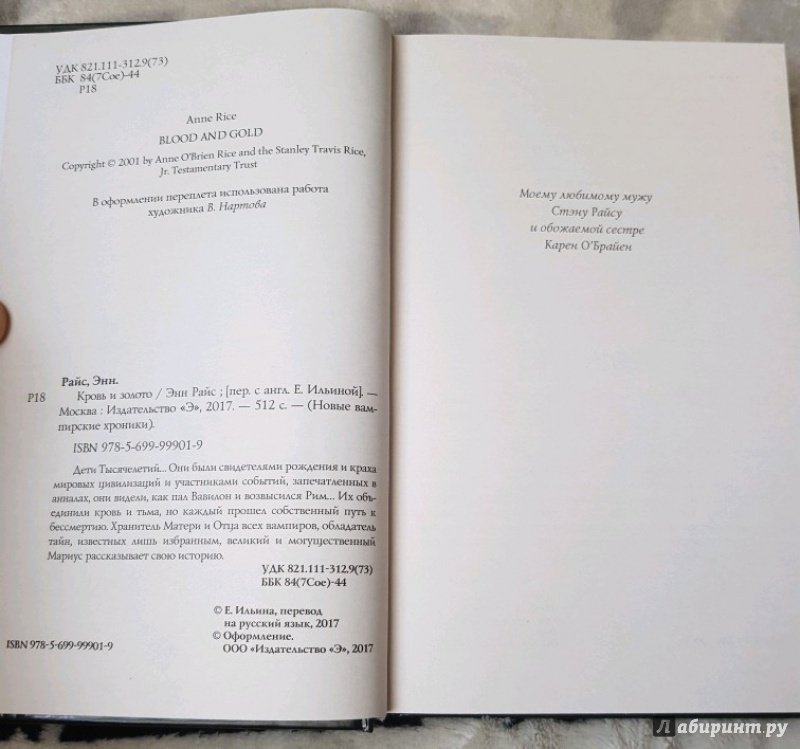 УДК 821.111-312.9(73)
ББК 84(7Сое)-44
Р18
Anne Rice
BLOOD AND GOLD
Copyright © 2001 by Anne O'Brien Rice and the Stanley Travis Rice,
Jr. Testamentary Trust
В оформлении переплета использована работа
художника В. Нартова
Райс, Энн.
Р18 Кровь и золото / Энн Райс ; [пер. с англ. Е. Ильиной]. —
Москва : Издательство «Э», 2017. — 512 с. — (Новые вам-
пирские хроники).
ISBN 978-5-699-99901-9
Дети Тысячелетий... Они были свидетелями рождения и краха
мировых цивилизаций и участниками событий, запечатленных в
анналах, они видели, как пал Вавилон и возвысился Рим... Их объ-
единили кровь и тьма, но каждый прошел собственный путь к
бессмертию. Хранитель Матери и Отца всех вампиров, обладатель
тайн, известных лишь избранным, великий и могущественный
Мариус рассказывает свою историю.
УДК 821.111-312.9(73)
ББК 84(7Сое)-44
© Е. Ильина, перевод
на русский язык, 2017
© Оформление.
ISBN 978-5-699-99901-9 ООО «Издательство «Э», 2017
Моему любимому мужу
Стэну Райсу
и обожаемой сестре
Карен О'Брайен
Лабиринт.ру